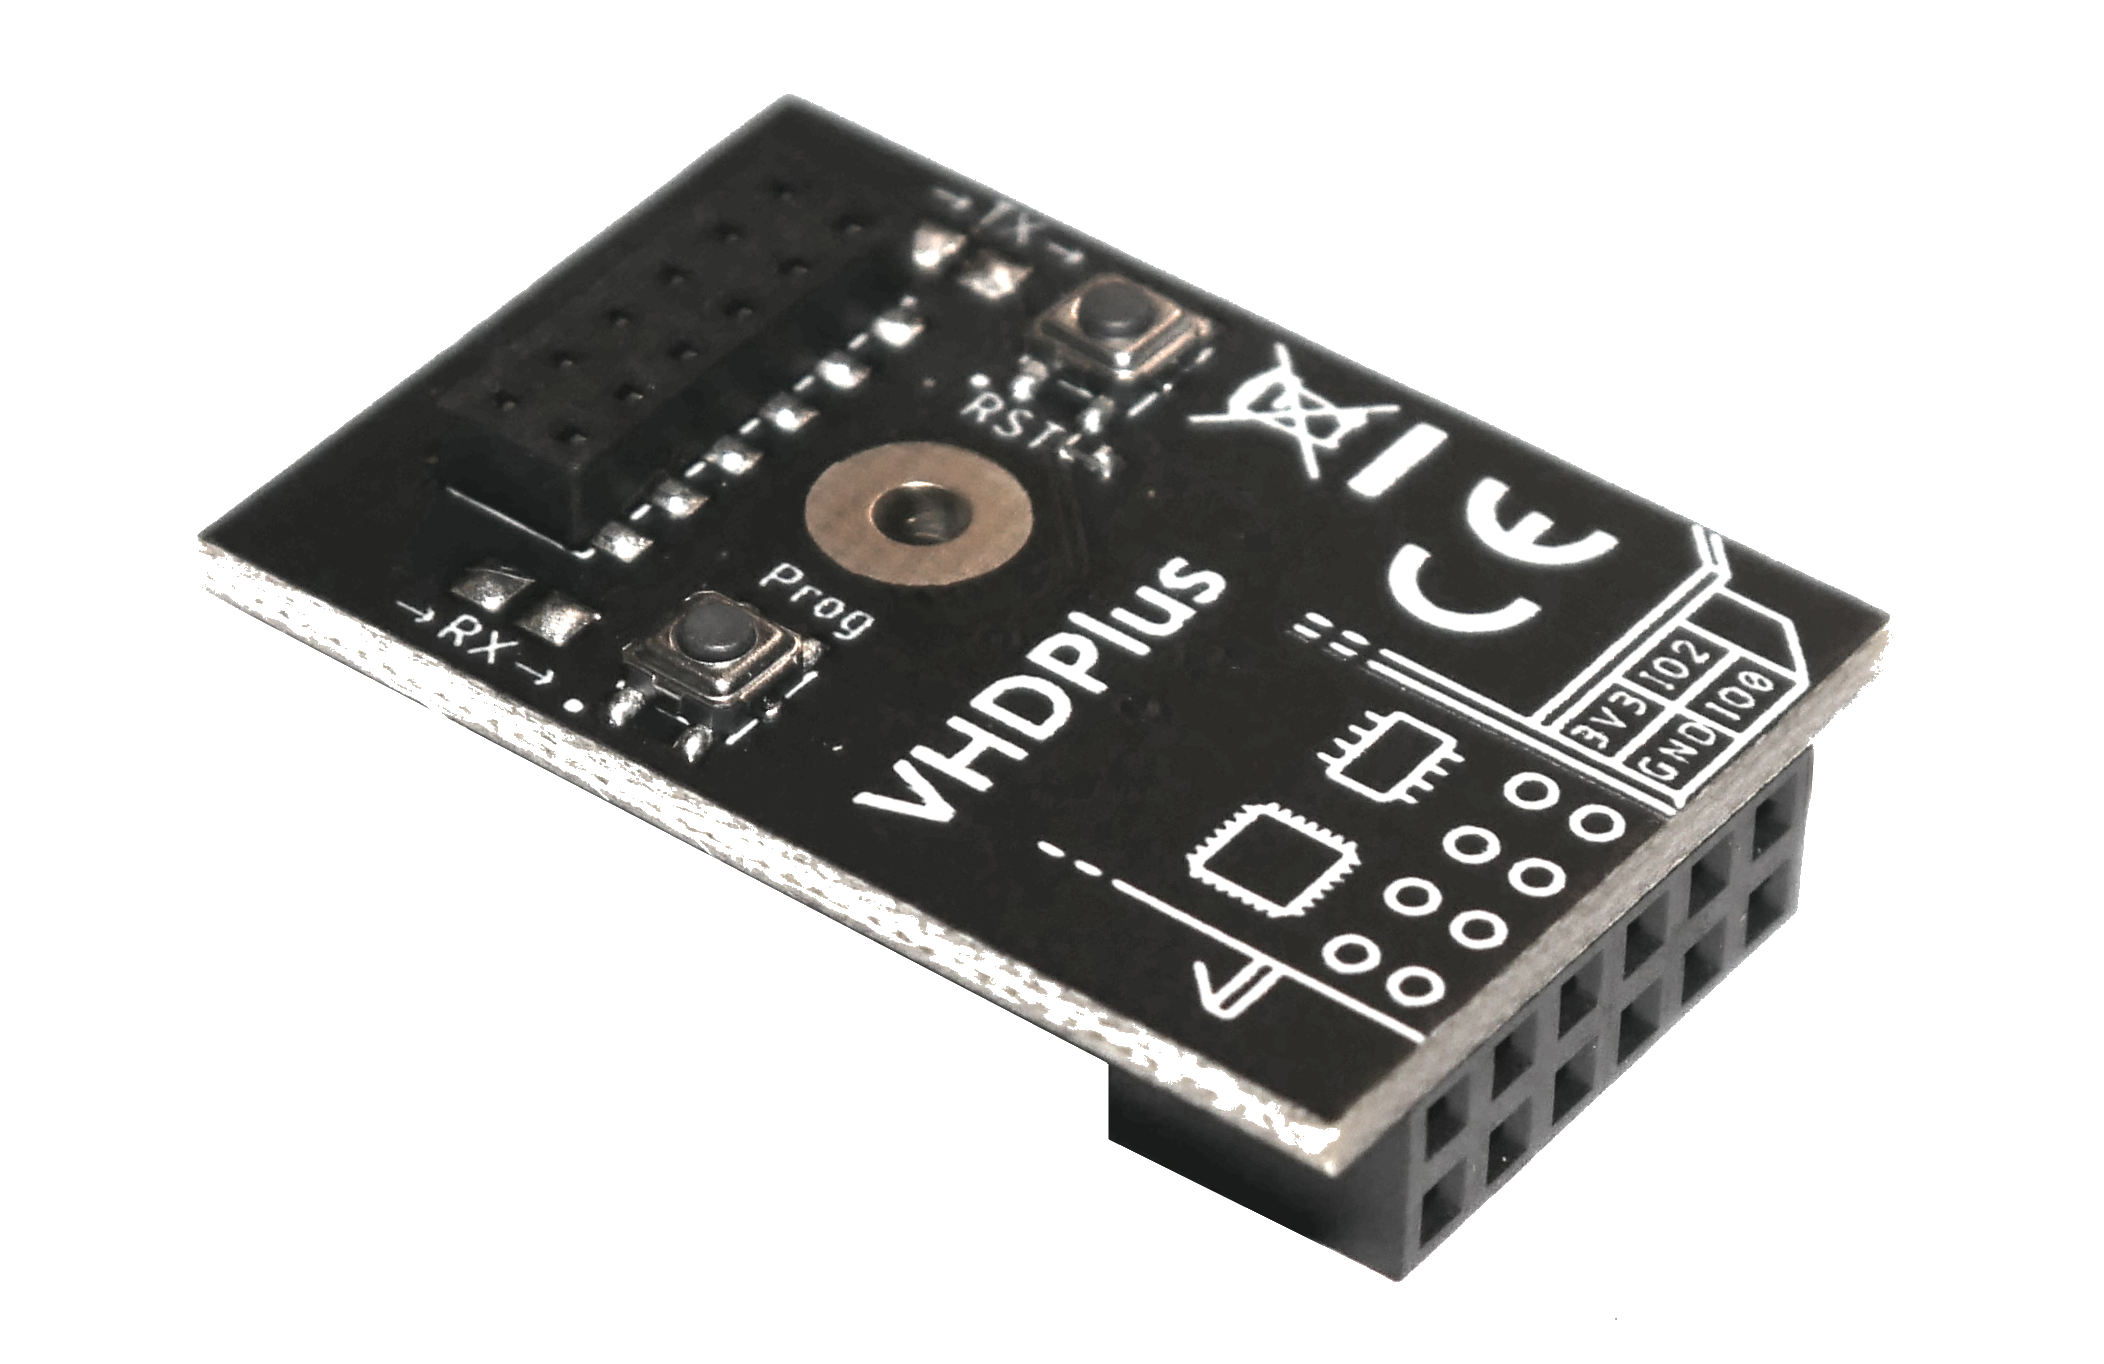 →TX→
RST
Prog
→RX→
VHDPlus
CE
3V3 IO2
GND IO0